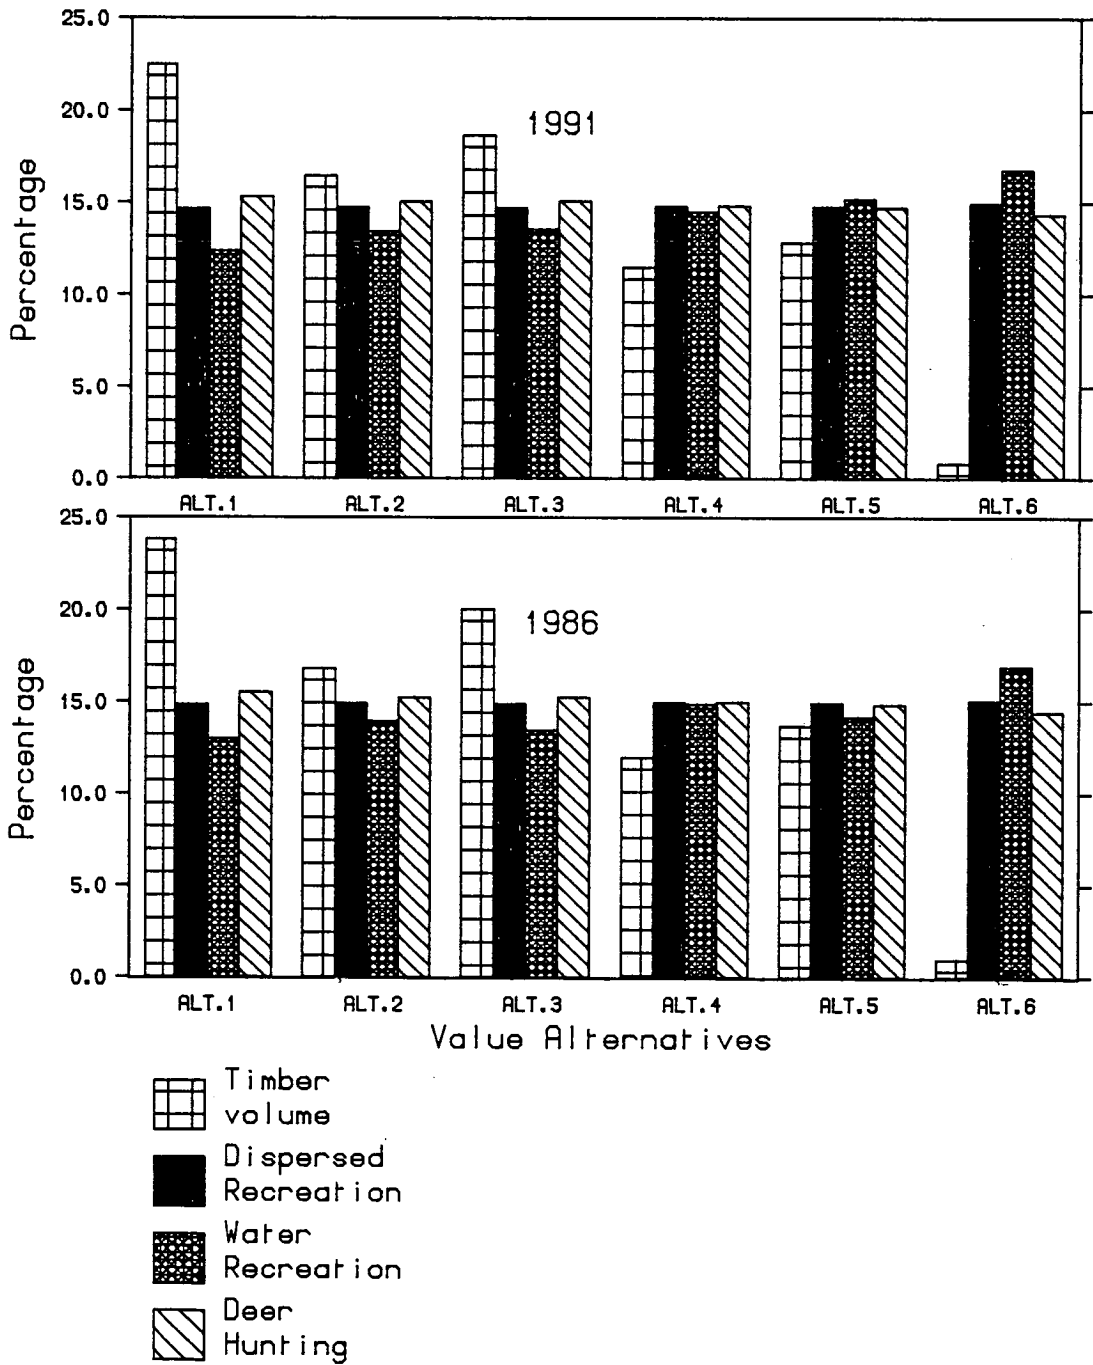 25.0
20.0
15.0
10.0
5.0
0.0
Percentage
1991
ALT.1 ALT.2 ALT.3 ALT.4 ALT.5 ALT.6
25.0
20.0
15.0
10.0
5.0
0.0
Percentage
1986
ALT.1 ALT.2 ALT.3 ALT.4 ALT.5 ALT.6
Value Alternatives
Timber
volume
Dispersed
Recreation
Water
Recreation
Deer
Hunting